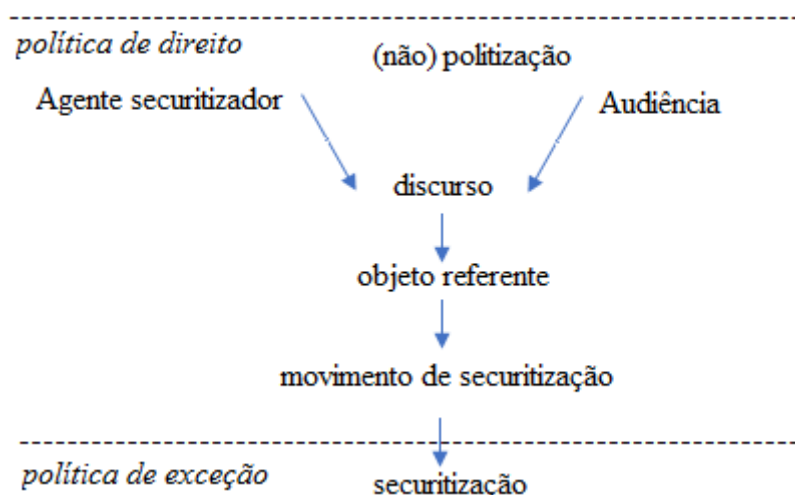 política de direito
(não) politização
Agente securitizador
Audiência
discurso
objeto referente
movimento de securitização
política de exceção
securitização